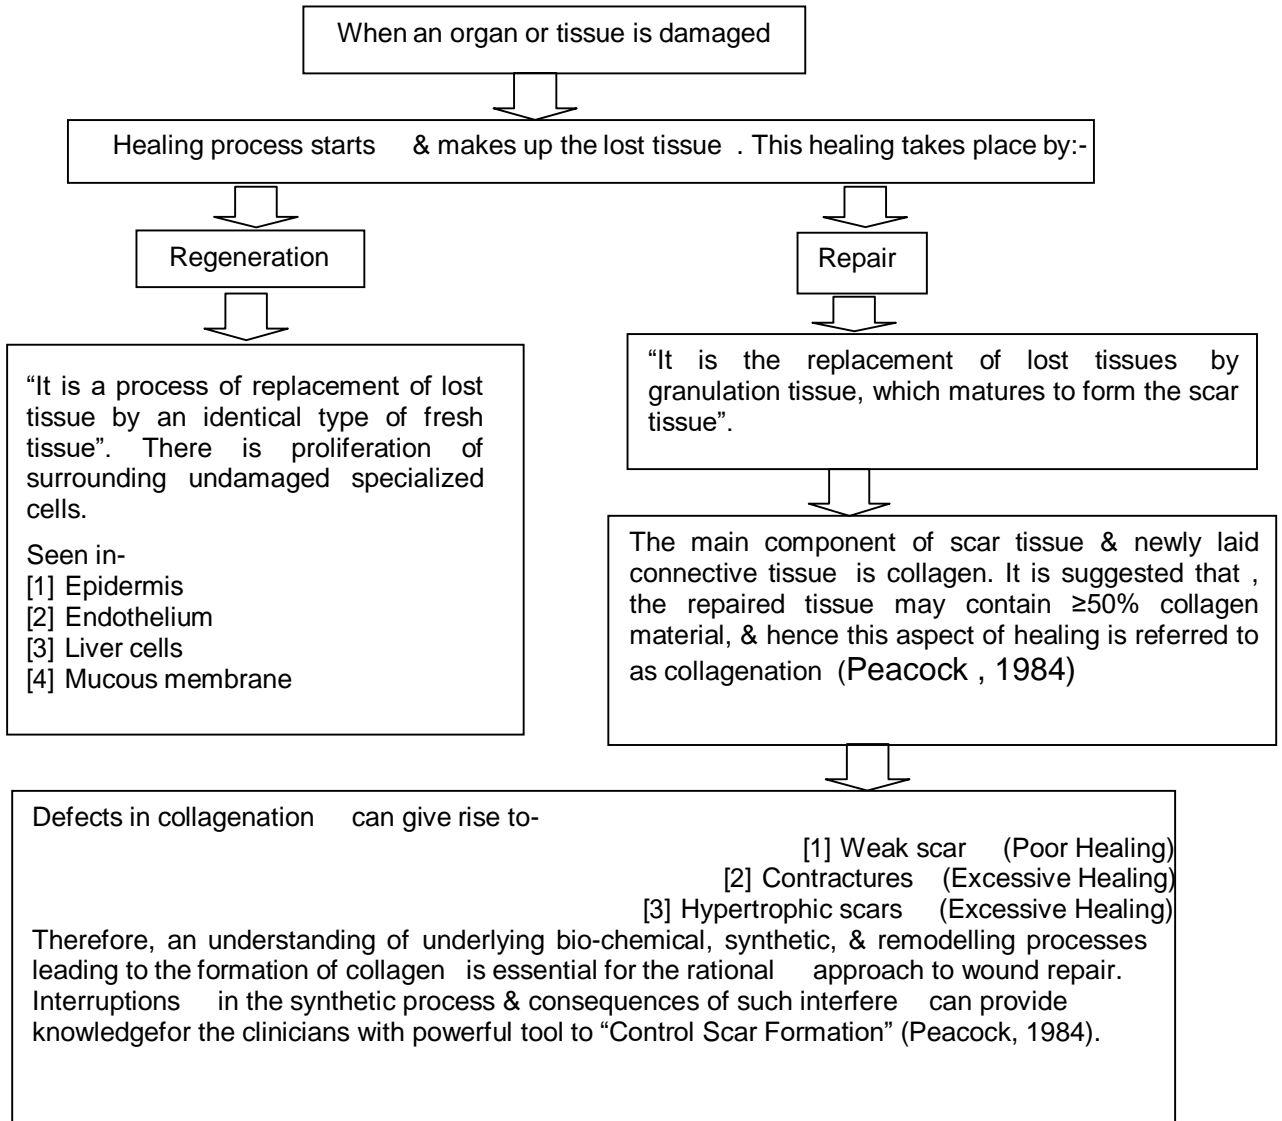 When an organ or tissue is damaged
Healing process starts & makes up the lost tissue . This healing takes place by:-
Regeneration
“It is a process of replacement of lost
tissue by an identical type of fresh
tissue”. There is proliferation of
surrounding undamaged specialized
cells.
Seen in-
[1] Epidermis
[2] Endothelium
[3] Liver cells
[4] Mucous membrane
Repair
“It is the replacement of lost tissues by
granulation tissue, which matures to form the scar
tissue”.
The main component of scar tissue & newly laid
connective tissue is collagen. It is suggested that ,
the repaired tissue may contain ≥50% collagen
material, & hence this aspect of healing is referred to
as collagenation (Peacock , 1984)
Defects in collagenation can give rise to-
[1] Weak scar (Poor Healing)
[2] Contractures (Excessive Healing)
[3] Hypertrophic scars (Excessive Healing)
Therefore, an understanding of underlying bio-chemical, synthetic, & remodelling processes
leading to the formation of collagen is essential for the rational approach to wound repair.
Interruptions in the synthetic process & consequences of such interfere can provide
knowledgefor the clinicians with powerful tool to “Control Scar Formation” (Peacock, 1984).